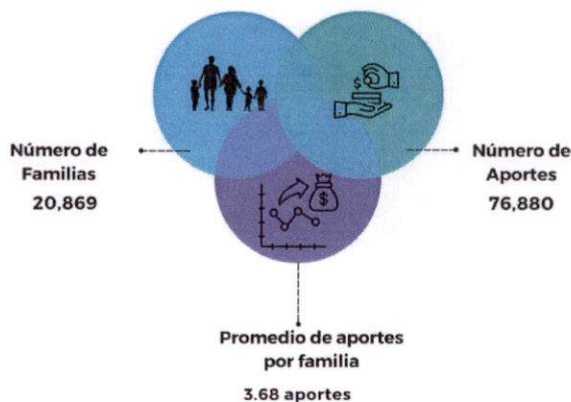 $
$
Número de
Familias
20,869
Número de
Aportes
76,880
Promedio de aportes
por familia
3.68 aportes